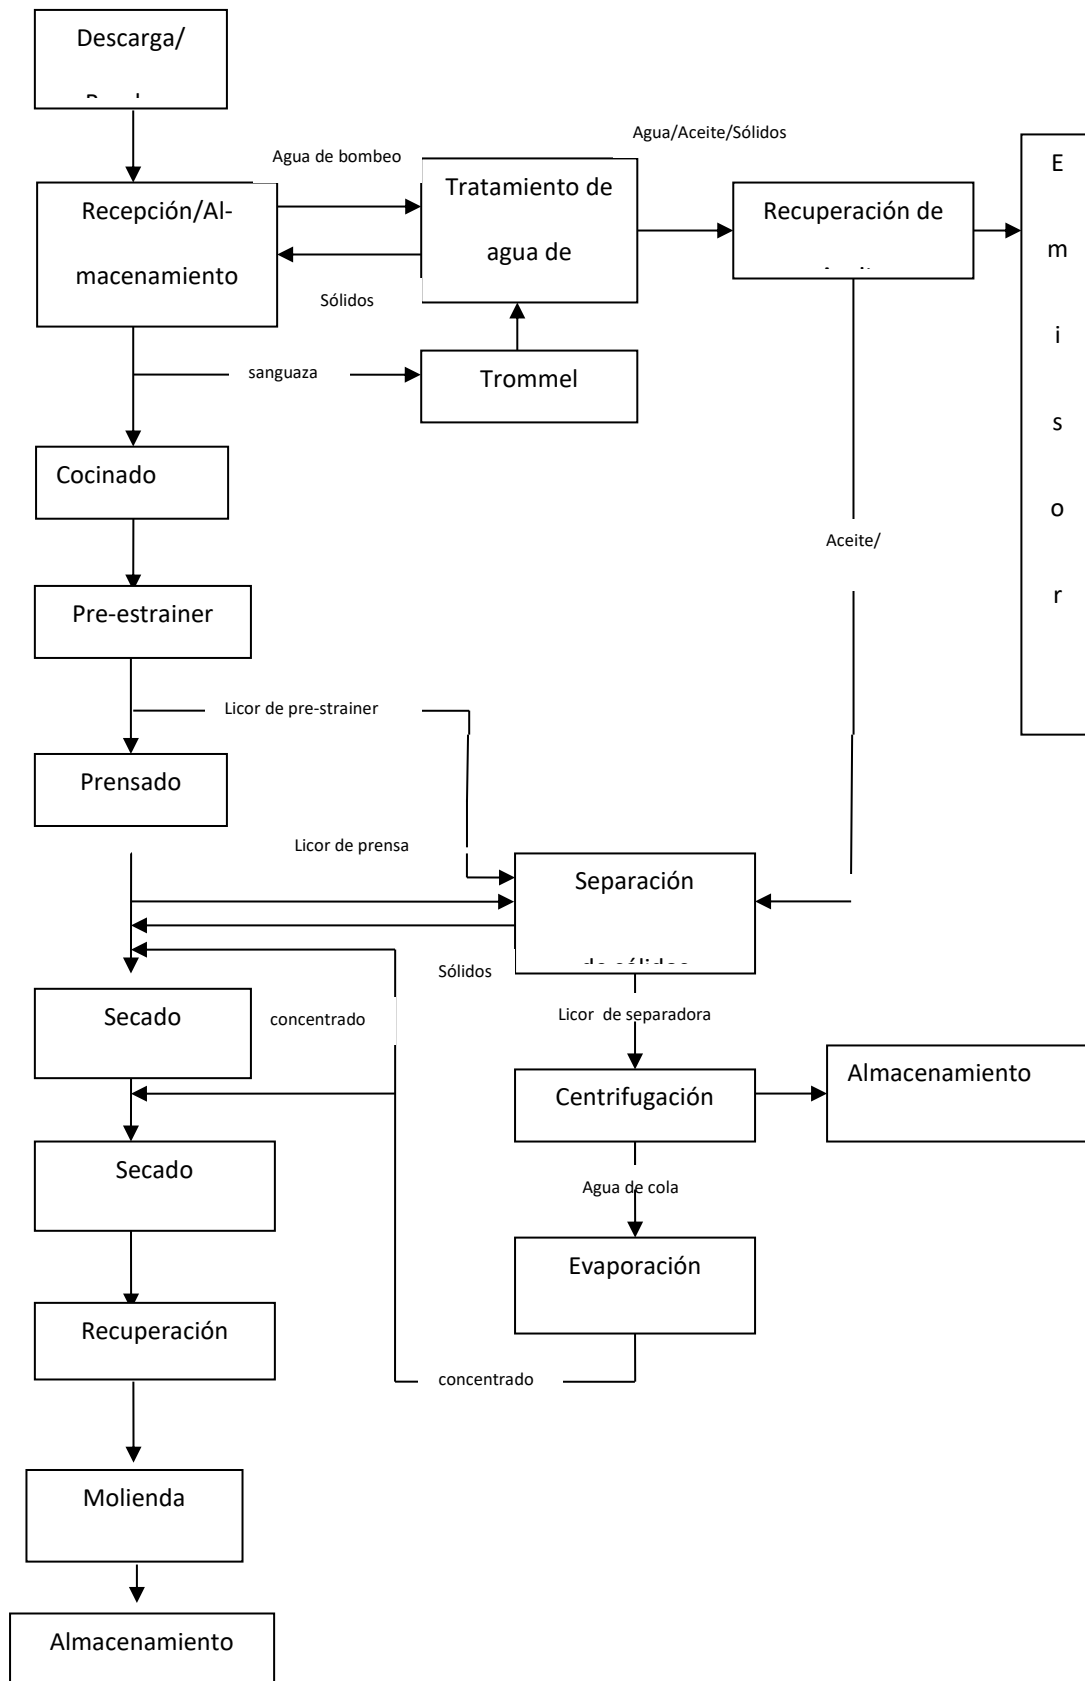 Descarga/
Agua/Aceite/Sólidos
Agua de bombeo
Recepción/Al-
macenamiento
Tratamiento de
agua de
Recuperación de
E
m
i
s
o
r
Sólidos
sanguaza
Trommel
Cocinado
Aceite/
Pre-estrainer
Licor de pre-strainer
Prensado
Licor de prensa
Separación
de sólidos
Sólidos
Secado
concentrado
Licor de separadora
Centrifugación
Almacenamiento
Secado
Agua de cola
Evaporación
Recuperación
concentrado
Molienda
Almacenamiento